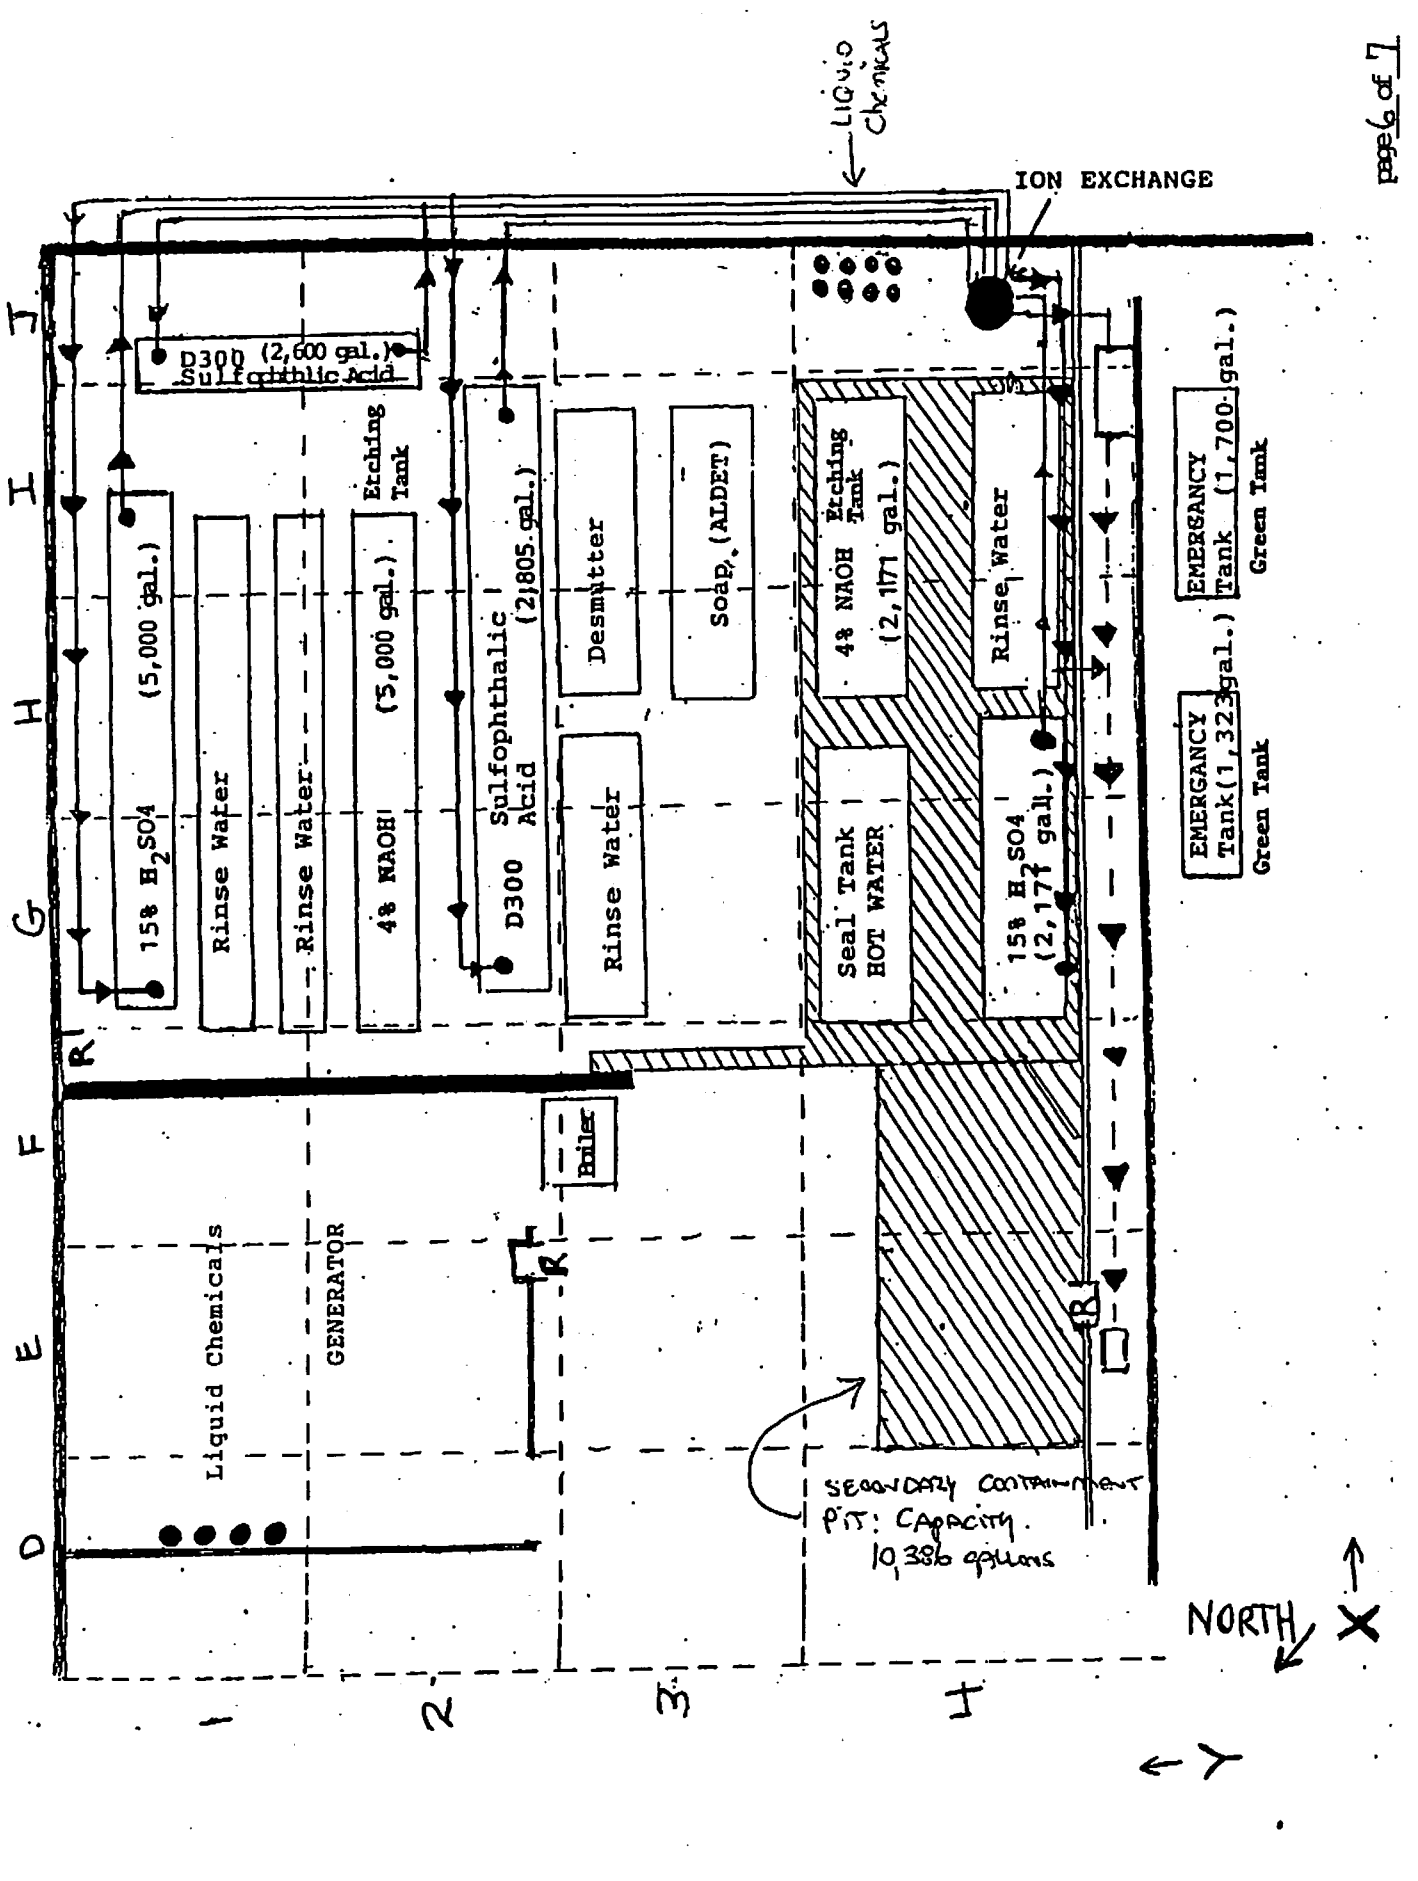 page 6 of 7
LIQUID
Chemicals
ION EXCHANGE
J
I
H
G
F
E
D
D300 (2,600 gal.)
Sulfophthlic Acid
15% H2SO4 (5,000 gal.)
Rinse Water
Rinse Water
Etching
Tank
4% NAOH (5,000 gal.)
Sulfophthalic
D300 Acid (2,805 gal.)
Desmutter
Rinse Water
Soap, (ALDET)
Etching
Tank
4% NAOH
(2,171 gal.)
Seal Tank
HOT WATER
Rinse Water
15% H2SO4
(2,171 gal.)
EMERGANCY
Tank (1,700 gal.)
Green Tank
EMERGANCY
Tank (1,323 gal.)
Green Tank
R
Boiler
Liquid Chemicals
GENERATOR
R
R
SECONDARY CONTAINMENT
PIT: CAPACITY.
10,386 gallons
1
2
3
4
NORTH
X
Y